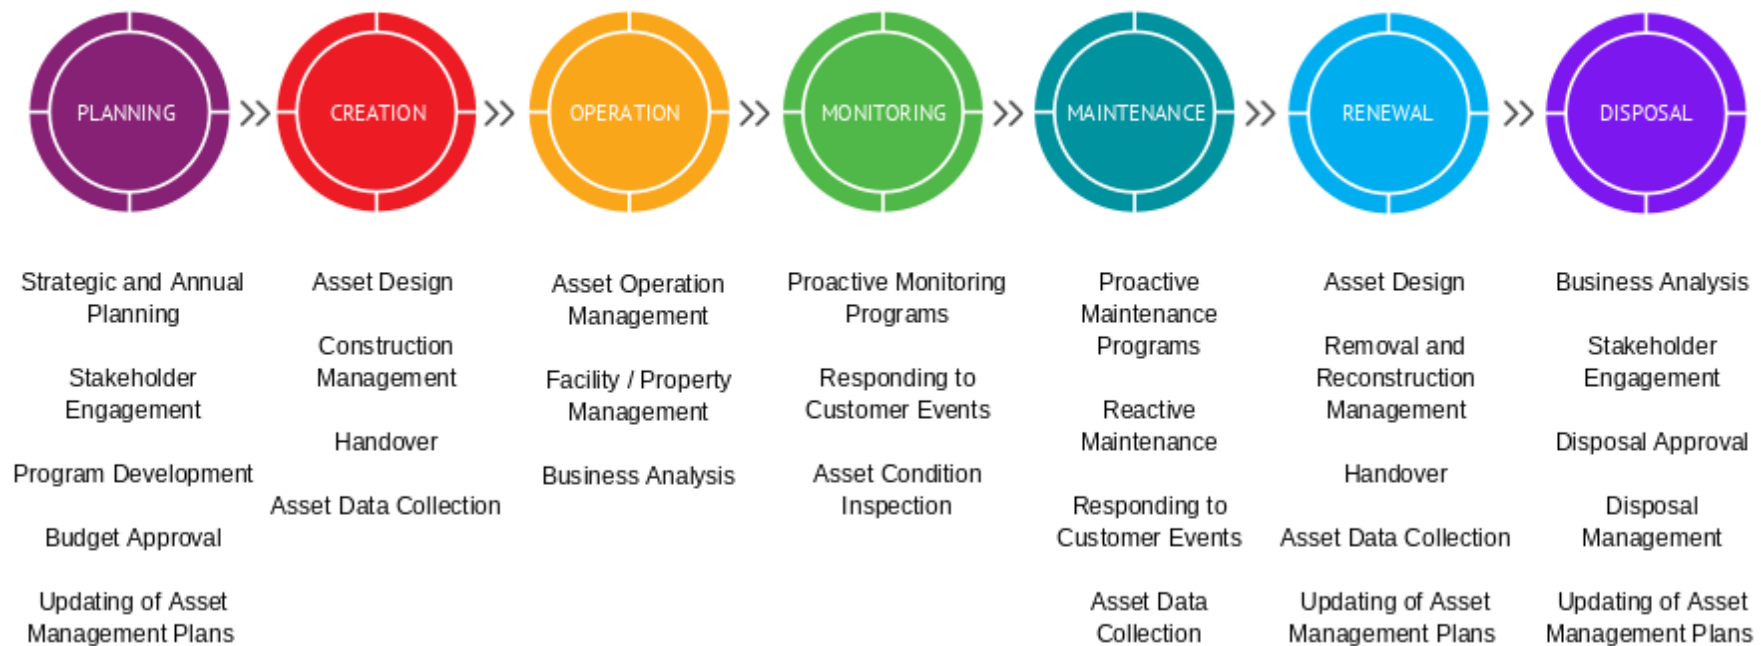 PLANNING
CREATION
OPERATION
MONITORING
MAINTENANCE
RENEWAL
DISPOSAL
Strategic and Annual
Planning
Stakeholder
Engagement
Program Development
Budget Approval
Updating of Asset
Management Plans
Asset Design
Construction
Management
Handover
Asset Data Collection
Asset Operation
Management
Facility / Property
Management
Business Analysis
Proactive Monitoring
Programs
Responding to
Customer Events
Asset Condition
Inspection
Proactive
Maintenance
Programs
Reactive
Maintenance
Responding to
Customer Events
Asset Data
Collection
Asset Design
Removal and
Reconstruction
Management
Handover
Asset Data Collection
Updating of Asset
Management Plans
Business Analysis
Stakeholder
Engagement
Disposal Approval
Disposal
Management
Updating of Asset
Management Plans